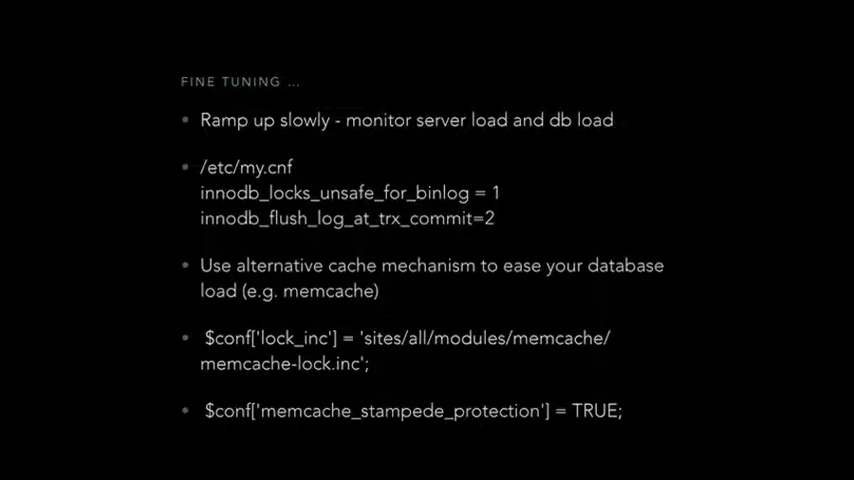 FINE TUNING ...
• Ramp up slowly - monitor server load and db load
• /etc/my.cnf
innodb_locks_unsafe_for_binlog = 1
innodb_flush_log_at_trx_commit=2
• Use alternative cache mechanism to ease your database
load (e.g. memcache)
• $conf['lock_inc'] = 'sites/all/modules/memcache/
memcache-lock.inc';
• $conf['memcache_stampede_protection'] = TRUE;